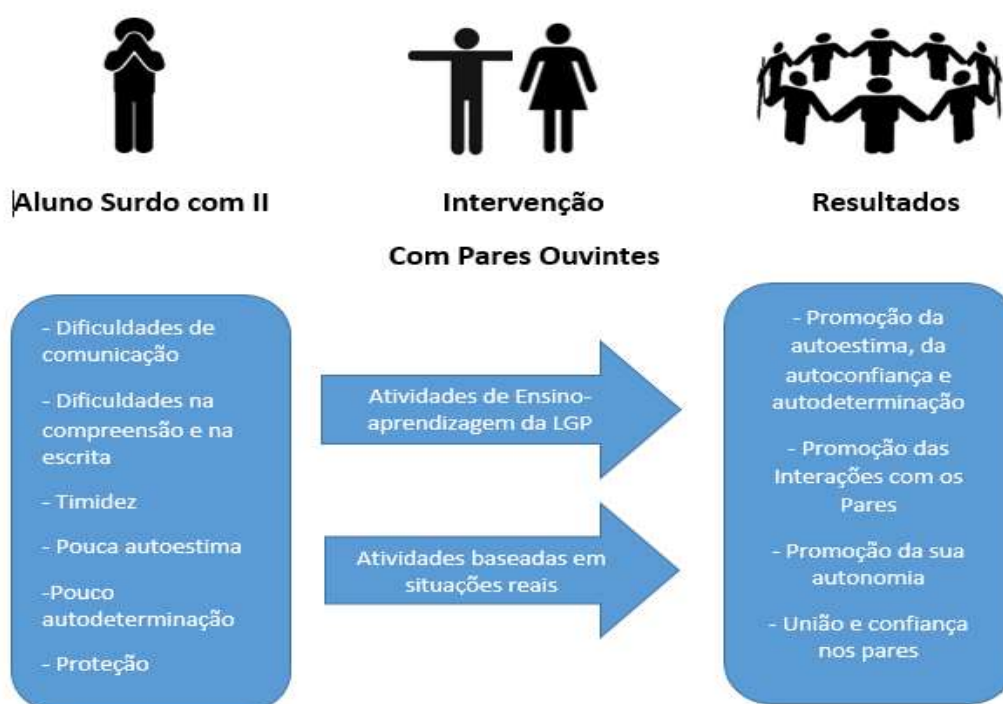 Aluno Surdo com II
Intervenção
Com Pares Ouvintes
Resultados
- Dificuldades de
comunicação
- Dificuldades na
compreensão e na
escrita
- Timidez
- Pouca autoestima
-Pouco
autodeterminação
- Proteção
Atividades de Ensino-
aprendizagem da LGP
Atividades baseadas em
situações reais
- Promoção da
autoestima, da
autoconfiança e
autodeterminação
- Promoção das
Interações com os
Pares
- Promoção da sua
autonomia
- União e confiança
nos pares